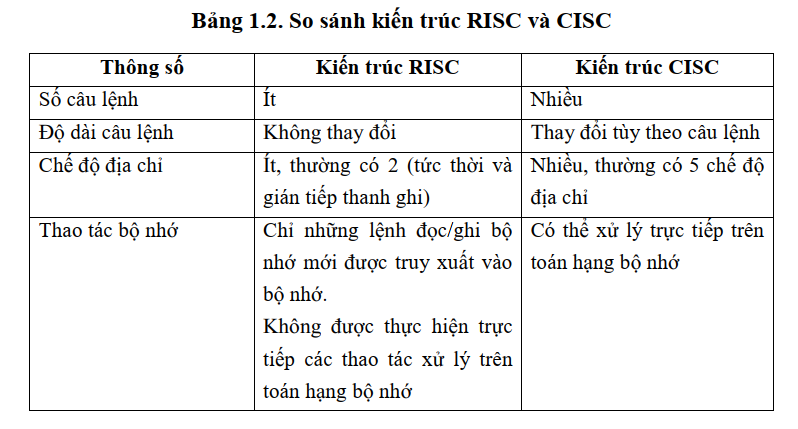 Bảng 1.2. So sánh kiến trúc RISC và CISC
Thông số Kiến trúc RISC Kiến trúc CISC
Số câu lệnh Ít Nhiều
Độ dài câu lệnh Không thay đổi Thay đổi tùy theo câu lệnh
Chế độ địa chỉ Ít, thường có 2 (tức thời và Nhiều, thường có 5 chế độ
gián tiếp thanh ghi) địa chỉ
Thao tác bộ nhớ Chỉ những lệnh đọc/ghi bộ Có thể xử lý trực tiếp trên
nhớ mới được truy xuất vào toán hạng bộ nhớ
bộ nhớ.
Không được thực hiện trực
tiếp các thao tác xử lý trên
toán hạng bộ nhớ